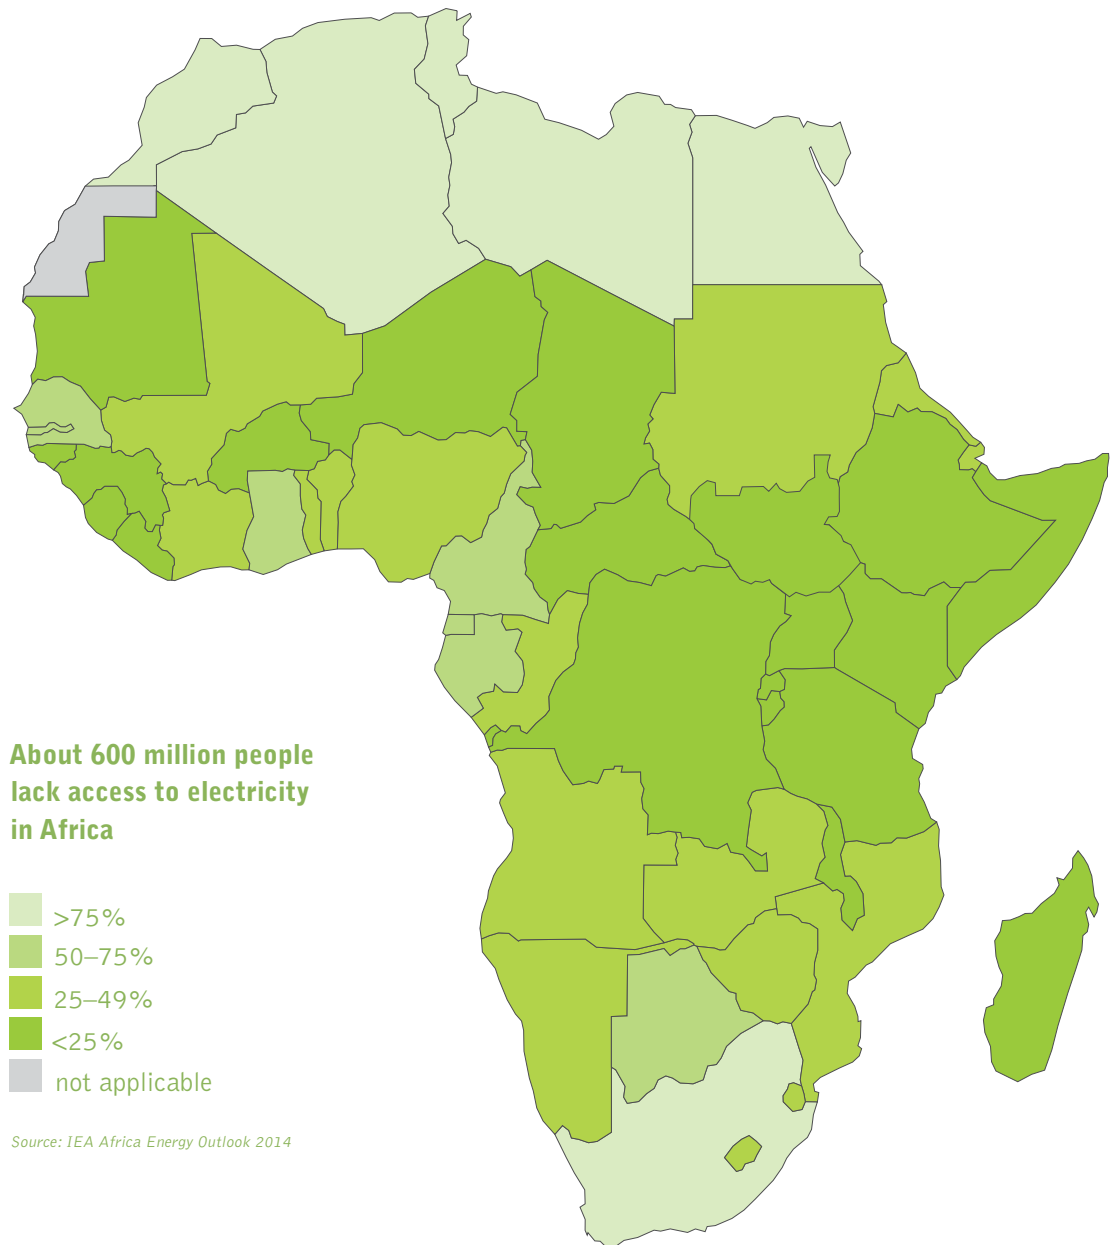 About 600 million people
lack access to electricity
in Africa
>75%
50–75%
25–49%
<25%
not applicable
Source: IEA Africa Energy Outlook 2014